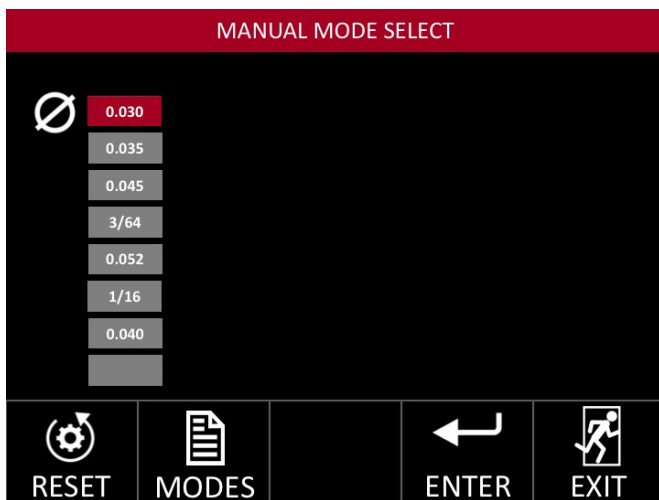 MANUAL MODE SELECT
0.030
0.035
0.045
3/64
0.052
1/16
0.040
RESET
MODES
ENTER
EXIT